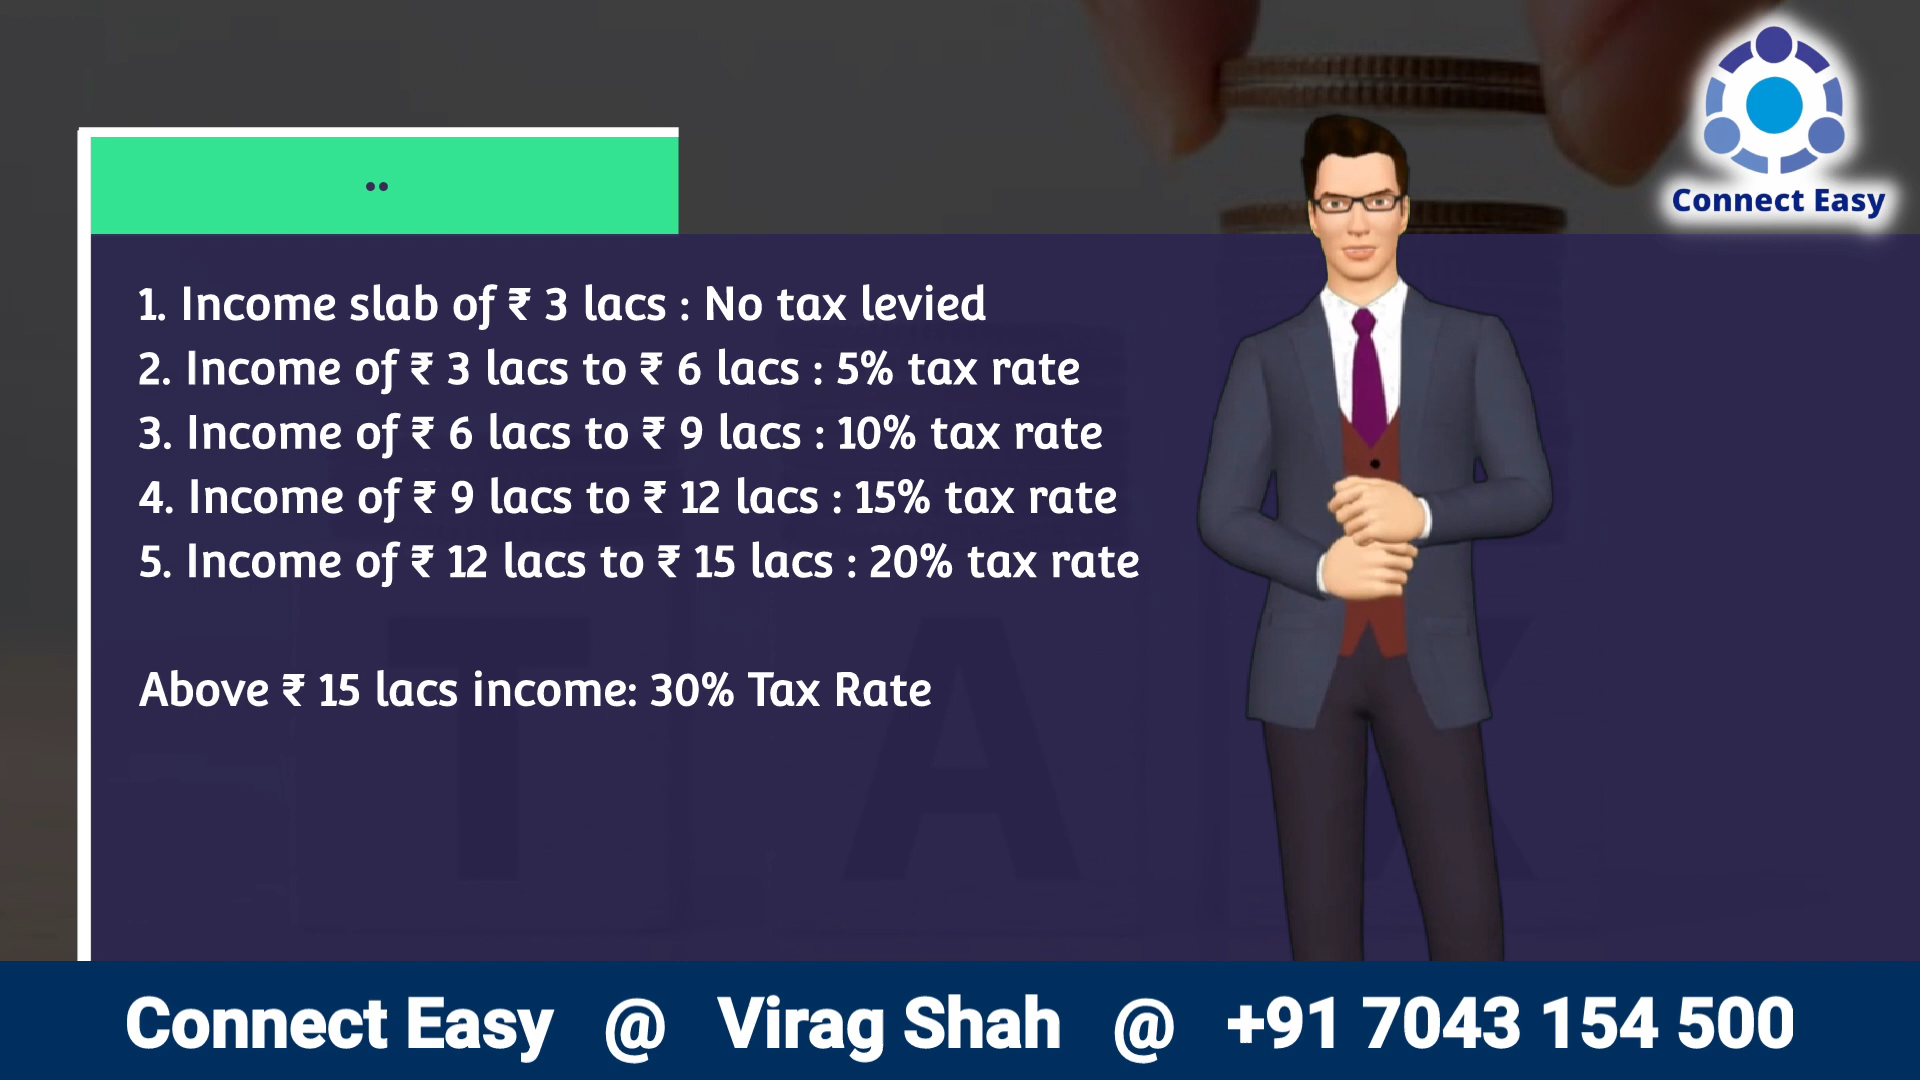 Connect Easy
..
1. Income slab of ₹ 3 lacs : No tax levied
2. Income of ₹ 3 lacs to ₹ 6 lacs : 5% tax rate
3. Income of ₹ 6 lacs to ₹ 9 lacs : 10% tax rate
4. Income of ₹ 9 lacs to ₹ 12 lacs : 15% tax rate
5. Income of ₹ 12 lacs to ₹ 15 lacs : 20% tax rate
Above ₹ 15 lacs income: 30% Tax Rate
TAX
Connect Easy @ Virag Shah @ +91 7043 154 500